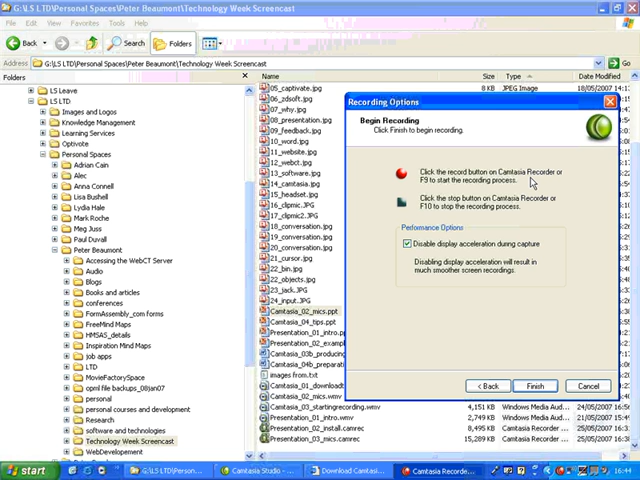 G:\LS LTD\Personal Spaces\Peter Beaumont\Technology Week Screencast
File Edit View Favorites Tools Help
Back Search Folders
Address G:\LS LTD\Personal Spaces\Peter Beaumont\Technology Week Screencast Go
Folders
LS Leave
LS LTD
Images and Logos
Knowledge Management
Learning Services
Optivote
Personal Spaces
Adrian Cain
Alec
Anna Connell
Lisa Bushell
Lydia Hale
Mark Roche
Meg Juss
Paul Duvall
Peter Beaumont
Accessing the WebCT Server
Audio
Blogs
Books and articles
conferences
FormAssembly_com forms
FreeMind Maps
HMSAS_details
Inspiration Mind Maps
job apps
LTD
MovieFactorySpace
opml file backups_08jan07
personal
personal courses and development
Research
software and technologies
Technology Week Screencast
WebDevelopment
Name Size Type Date Modified
05_captivate.jpg 8 KB JPEG Image
06_zdsoft.jpg
07_why.jpg
08_presentation.jpg
09_feedback.jpg
10_word.jpg
11_website.jpg
12_webct.jpg
13_software.jpg
14_camtasia.jpg
15_headset.jpg
16_clipmic.JPG
17_clipmic2.JPG
18_conversation.jpg
19_conversation.jpg
20_conversation.jpg
21_cursor.jpg
22_bin.jpg
22_objects.jpg
23_jack.JPG
24_input.JPG
Camtasia_02_mics.ppt
Camtasia_04_tips.ppt
Presentation_01_intro.pp
Presentation_02_examp
Camtasia_03b_producing
Camtasia_04b_preparati
images from.txt
Camtasia_01_downloadt
Camtasia_02_mics.wmv
Camtasia_03_startingrecording.wmv 4,151 KB Windows Media Aud... 24/05/2007
Presentation_01_intro.wmv 2,749 KB Windows Media Aud...
Presentation_02_install.camrec 8,495 KB Camtasia Recorder ...
Presentation_03_mics.camrec 15,289 KB Camtasia Recorder ...
Recording Options
Begin Recording
Click Finish to begin recording.
Click the record button on Camtasia Recorder or
F9 to start the recording process.
Click the stop button on Camtasia Recorder or
F10 to stop the recording process.
Performance Options
Disable display acceleration during capture
Disabling display acceleration will result in
much smoother screen recordings.
< Back Finish Cancel
start G:\LS LTD\Person... Camtasia Studio - ... Download Camtasi... Camtasia Recorde... 16:44